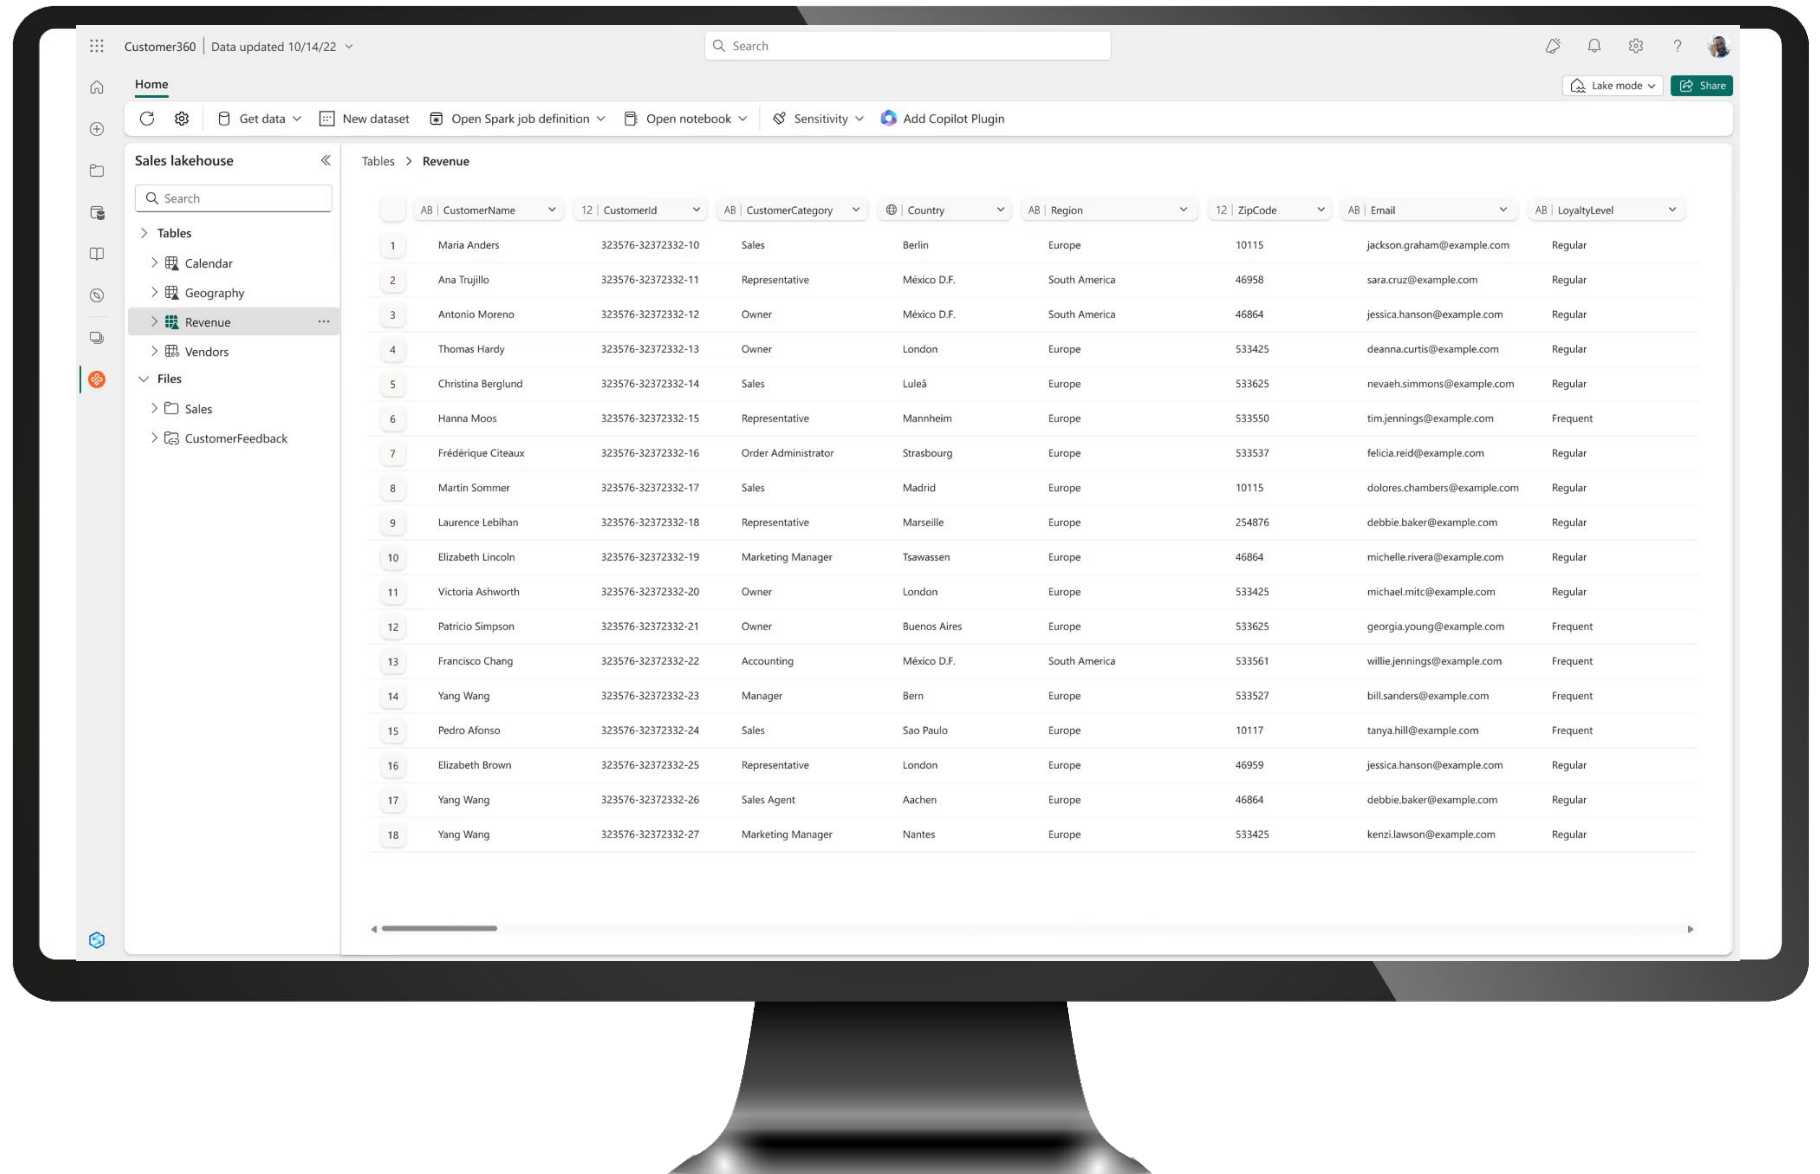 Customer360 | Data updated 10/14/22
Search
Home
Lake mode
Share
Get data
New dataset
Open Spark job definition
Open notebook
Sensitivity
Add Copilot Plugin
Sales lakehouse
Search
Tables
Calendar
Geography
Revenue
Vendors
Files
Sales
CustomerFeedback
Tables > Revenue
AB | CustomerName 12 | CustomerId AB | CustomerCategory | Country AB | Region 12 | ZipCode AB | Email AB | LoyaltyLevel
1 Maria Anders 323576-32372332-10 Sales Berlin Europe 10115 jackson.graham@example.com Regular
2 Ana Trujillo 323576-32372332-11 Representative México D.F. South America 46958 sara.cruz@example.com Regular
3 Antonio Moreno 323576-32372332-12 Owner México D.F. South America 46864 jessica.hanson@example.com Regular
4 Thomas Hardy 323576-32372332-13 Owner London Europe 533425 deanna.curtis@example.com Regular
5 Christina Berglund 323576-32372332-14 Sales Luleå Europe 533625 nevaeh.simmons@example.com Regular
6 Hanna Moos 323576-32372332-15 Representative Mannheim Europe 533550 tim.jennings@example.com Frequent
7 Frédérique Citeaux 323576-32372332-16 Order Administrator Strasbourg Europe 533537 felicia.reid@example.com Regular
8 Martin Sommer 323576-32372332-17 Sales Madrid Europe 10115 dolores.chambers@example.com Regular
9 Laurence Lebihan 323576-32372332-18 Representative Marseille Europe 254876 debbie.baker@example.com Regular
10 Elizabeth Lincoln 323576-32372332-19 Marketing Manager Tsawassen Europe 46864 michelle.rivera@example.com Regular
11 Victoria Ashworth 323576-32372332-20 Owner London Europe 533425 michael.mitc@example.com Regular
12 Patricio Simpson 323576-32372332-21 Owner Buenos Aires Europe 533625 georgia.young@example.com Frequent
13 Francisco Chang 323576-32372332-22 Accounting México D.F. South America 533561 willie.jennings@example.com Frequent
14 Yang Wang 323576-32372332-23 Manager Bern Europe 533527 bill.sanders@example.com Frequent
15 Pedro Afonso 323576-32372332-24 Sales Sao Paulo Europe 10117 tanya.hill@example.com Frequent
16 Elizabeth Brown 323576-32372332-25 Representative London Europe 46959 jessica.hanson@example.com Regular
17 Yang Wang 323576-32372332-26 Sales Agent Aachen Europe 46864 debbie.baker@example.com Regular
18 Yang Wang 323576-32372332-27 Marketing Manager Nantes Europe 533425 kenzi.lawson@example.com Regular